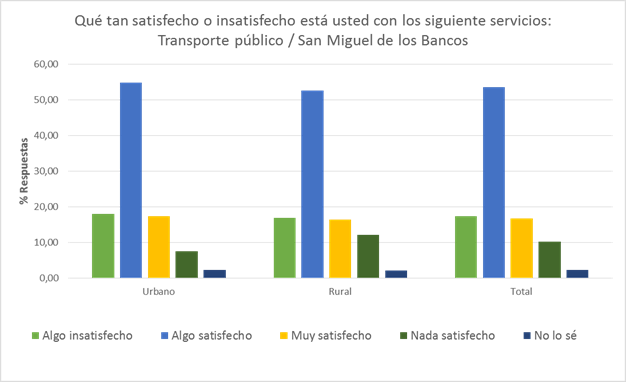 Qué tan satisfecho o insatisfecho está usted con los siguiente servicios:
Transporte público / San Miguel de los Bancos
60,00
50,00
40,00
30,00
20,00
10,00
0,00
% Respuestas
Urbano
Rural
Total
Algo insatisfecho
Algo satisfecho
Muy satisfecho
Nada satisfecho
No lo sé